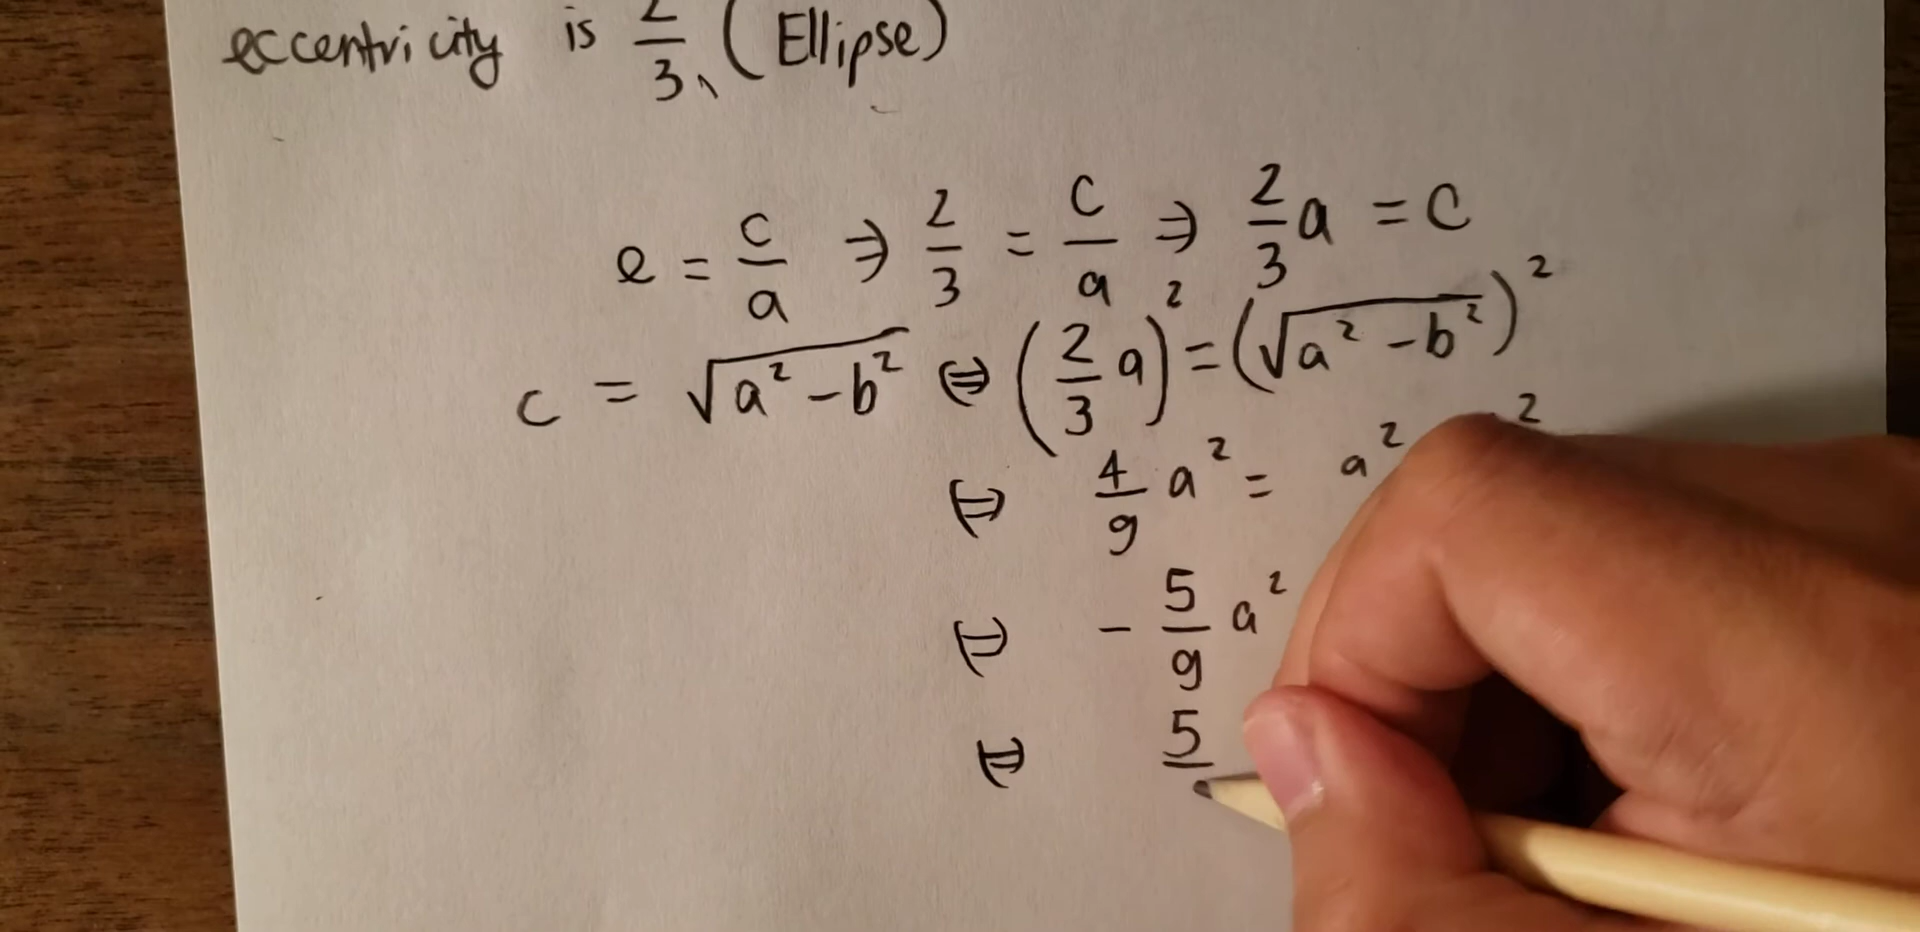 eccentricity is 2/3, (Ellipse)
e = c/a ⇒ 2/3 = c/a ⇒ 2/3 a = c
c = √(a² - b²) ⇔ (2/3 a)² = (√(a² - b²))²
⇔ 4/9 a² = a² ²
⇔ - 5/9 a²
⇔ 5